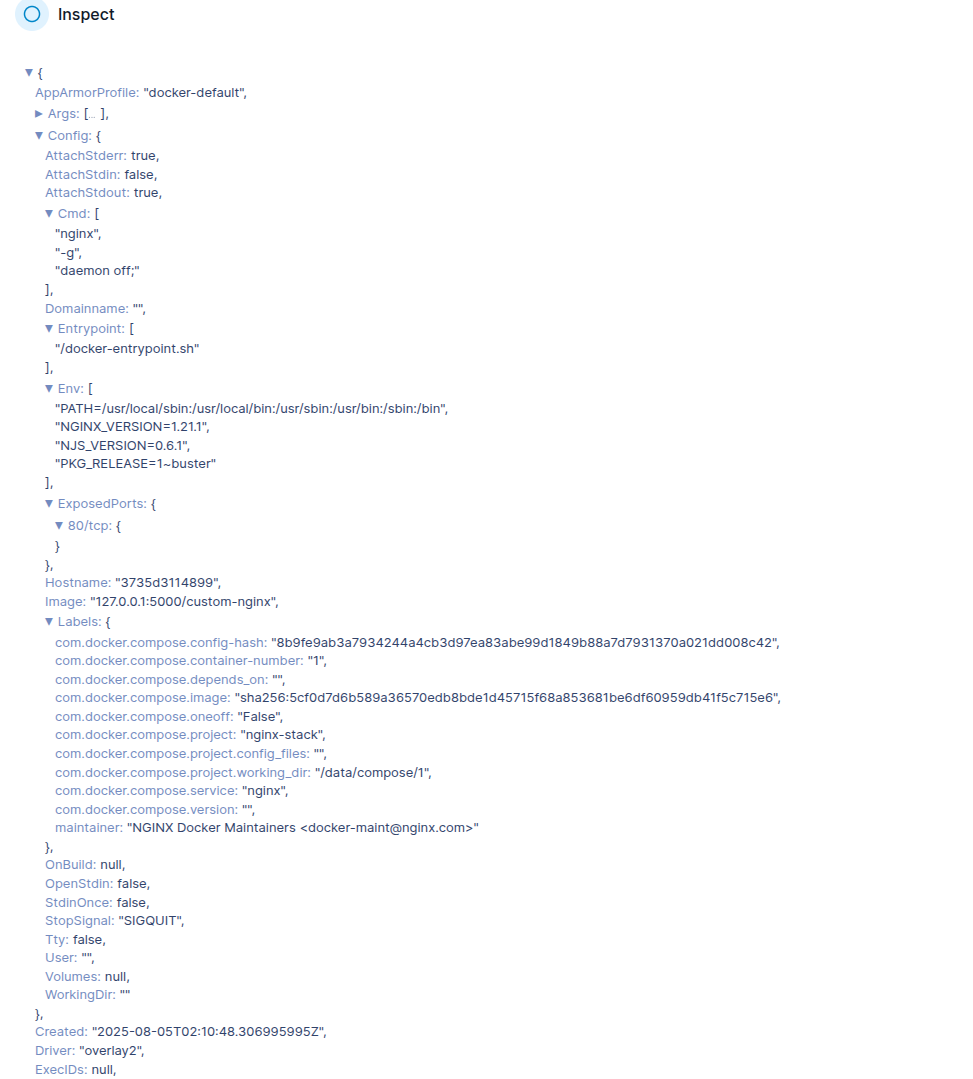 Inspect
▼ {
AppArmorProfile: "docker-default",
▶ Args: [... ],
▼ Config: {
AttachStderr: true,
AttachStdin: false,
AttachStdout: true,
▼ Cmd: [
"nginx",
"-g",
"daemon off;"
],
Domainname: "",
▼ Entrypoint: [
"/docker-entrypoint.sh"
],
▼ Env: [
"PATH=/usr/local/sbin:/usr/local/bin:/usr/sbin:/usr/bin:/sbin:/bin",
"NGINX_VERSION=1.21.1",
"NJS_VERSION=0.6.1",
"PKG_RELEASE=1~buster"
],
▼ ExposedPorts: {
▼ 80/tcp: {
}
},
Hostname: "3735d3114899",
Image: "127.0.0.1:5000/custom-nginx",
▼ Labels: {
com.docker.compose.config-hash: "8b9fe9ab3a7934244a4cb3d97ea83abe99d1849b88a7d7931370a021dd008c42",
com.docker.compose.container-number: "1",
com.docker.compose.depends_on: "",
com.docker.compose.image: "sha256:5cf0d7d6b589a36570edb8bde1d45715f68a853681be6df60959db41f5c715e6",
com.docker.compose.oneoff: "False",
com.docker.compose.project: "nginx-stack",
com.docker.compose.project.config_files: "",
com.docker.compose.project.working_dir: "/data/compose/1",
com.docker.compose.service: "nginx",
com.docker.compose.version: "",
maintainer: "NGINX Docker Maintainers <docker-maint@nginx.com>"
},
OnBuild: null,
OpenStdin: false,
StdinOnce: false,
StopSignal: "SIGQUIT",
Tty: false,
User: "",
Volumes: null,
WorkingDir: ""
},
Created: "2025-08-05T02:10:48.306995995Z",
Driver: "overlay2",
ExecIDs: null,